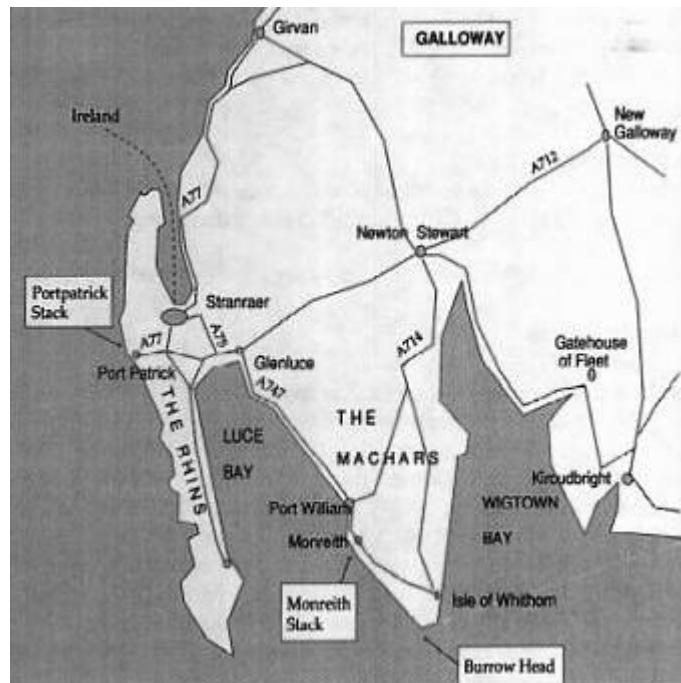 Girvan
GALLOWAY
Ireland
New
Galloway
A712
A77
Newton Stewart
Portpatrick
Stack
Stranraer
A77
A75
Port Patrick
Glenluce
A714
Gatehouse
of Fleet
A747
THE RHINS
THE
MACHARS
LUCE
BAY
Kircudbright
Port William
WIGTOWN
BAY
Monreith
Monreith
Stack
Isle of Whithorn
Burrow Head